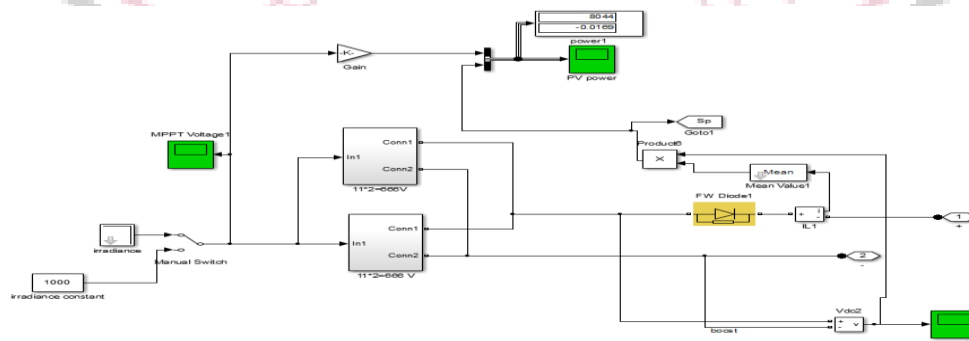 8044
-0.0169
power1
-K-
Gain
PV power
MPPT Voltage1
Sp
Goto1
Product6
×
Mean
Mean Value1
In1
Conn1
Conn2
11*2=666V
FW Diode1
+
-
i
IL1
1
+
In1
Conn1
Conn2
11*2=666 V
irradiance
Manual Switch
2
-
1000
irradiance constant
Vdc2
+
-
v
boost